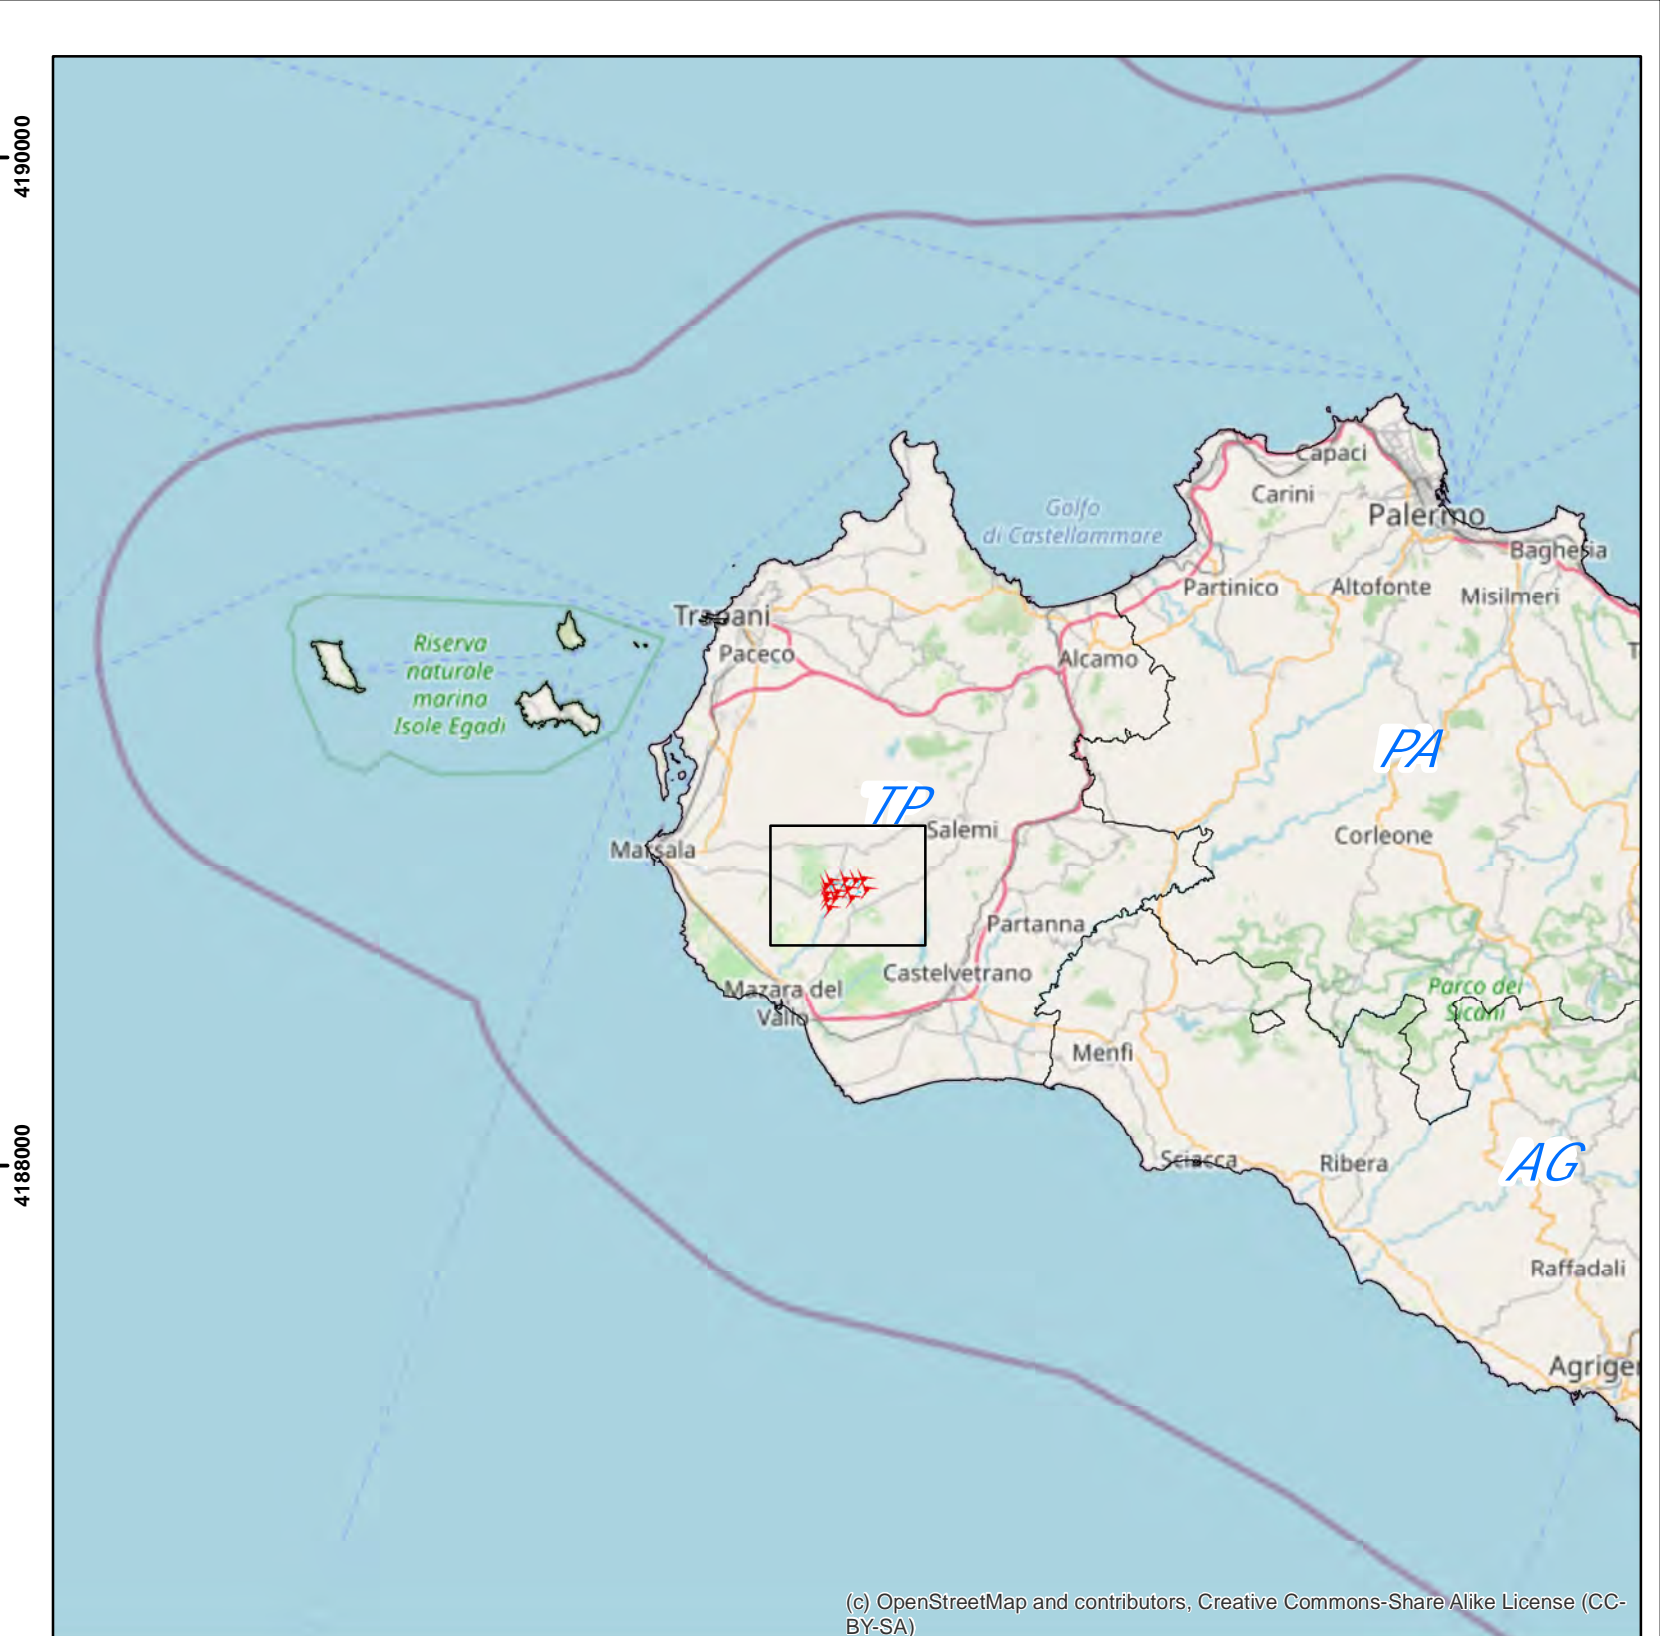 4190000
Capaci
Carini
Golfo
di Castellammare
Palermo
Bagheria
Partinico
Altofonte
Misilmeri
Trapani
Riserva
naturale
marina
Isole Egadi
Paceco
Alcamo
T
PA
TP
Salemi
Corleone
Marsala
Partanna
Castelvetrano
Mazara del
Vallo
Parco dei
Sicani
Menfi
4188000
Sciacca
Ribera
AG
Raffadali
Agriger
(c) OpenStreetMap and contributors, Creative Commons-Share Alike License (CC-
BY-SA)